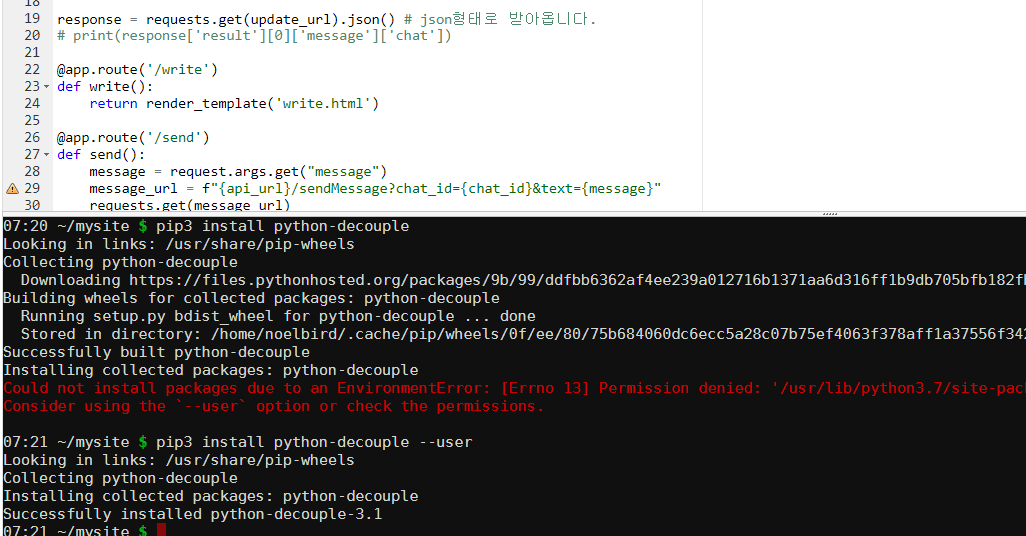 18
19 response = requests.get(update_url).json() # json형태로 받아옵니다.
20 # print(response['result'][0]['message']['chat'])
21
22 @app.route('/write')
23 def write():
24 return render_template('write.html')
25
26 @app.route('/send')
27 def send():
28 message = request.args.get("message")
29 message_url = f"{api_url}/sendMessage?chat_id={chat_id}&text={message}"
30 requests.get(message_url)
07:20 ~/mysite $ pip3 install python-decouple
Looking in links: /usr/share/pip-wheels
Collecting python-decouple
Downloading https://files.pythonhosted.org/packages/9b/99/ddfbb6362af4ee239a012716b1371aa6d316ff1b9db705bfb182f
Building wheels for collected packages: python-decouple
Running setup.py bdist_wheel for python-decouple ... done
Stored in directory: /home/noelbird/.cache/pip/wheels/0f/ee/80/75b684060dc6ecc5a28c07b75ef4063f378aff1a37556f34
Successfully built python-decouple
Installing collected packages: python-decouple
Could not install packages due to an EnvironmentError: [Errno 13] Permission denied: '/usr/lib/python3.7/site-pac
Consider using the `--user` option or check the permissions.
07:21 ~/mysite $ pip3 install python-decouple --user
Looking in links: /usr/share/pip-wheels
Collecting python-decouple
Installing collected packages: python-decouple
Successfully installed python-decouple-3.1
07:21 ~/mysite $